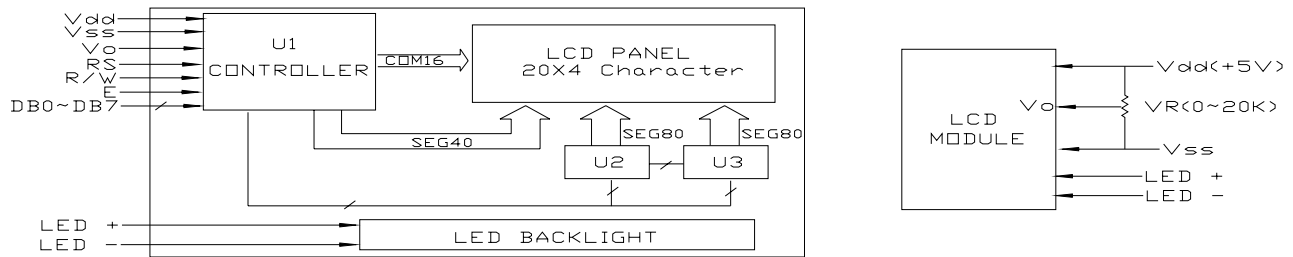 Vdd
Vss
Vo
RS
R/W
E
DB0~DB7
U1
CONTROLLER
COM16
LCD PANEL
20X4 Character
SEG40
SEG80
SEG80
U2
U3
LED +
LED -
LED BACKLIGHT
LCD
MODULE
Vdd(+5V)
Vo
VR(0~20K)
Vss
LED +
LED -